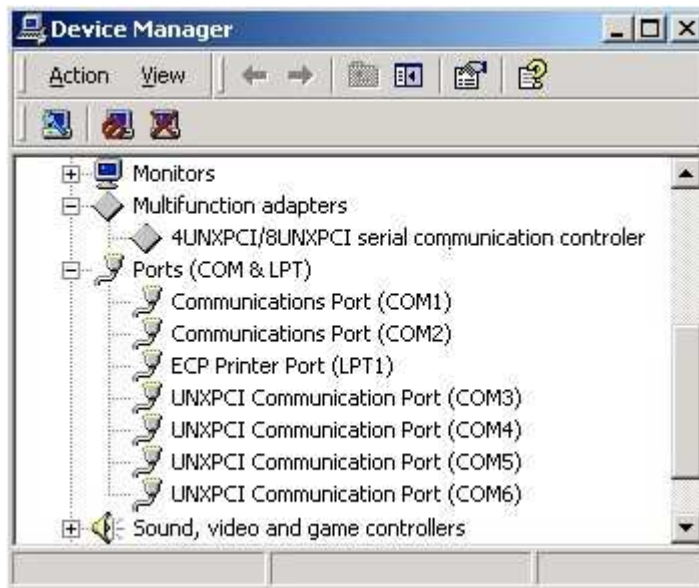 Device Manager
Action View
Monitors
Multifunction adapters
4UNXPCI/8UNXPCI serial communication controler
Ports (COM & LPT)
Communications Port (COM1)
Communications Port (COM2)
ECP Printer Port (LPT1)
UNXPCI Communication Port (COM3)
UNXPCI Communication Port (COM4)
UNXPCI Communication Port (COM5)
UNXPCI Communication Port (COM6)
Sound, video and game controllers